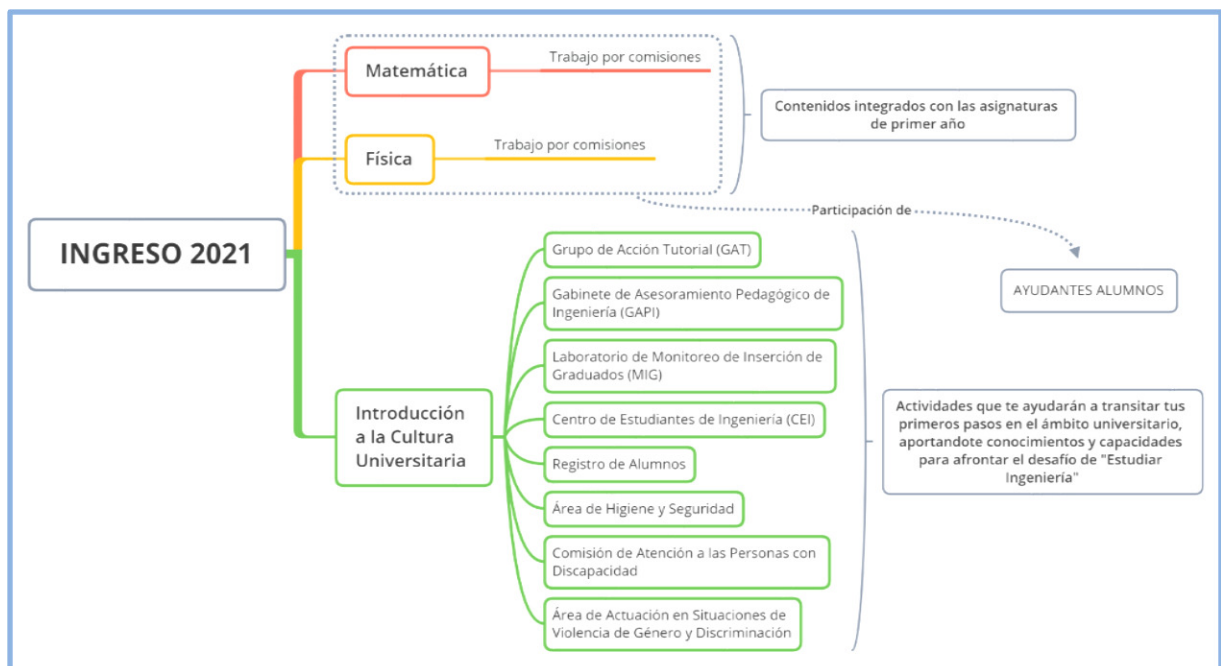 INGRESO 2021
Matemática
Trabajo por comisiones
Física
Trabajo por comisiones
Contenidos integrados con las asignaturas
de primer año
Participación de
AYUDANTES ALUMNOS
Introducción
a la Cultura
Universitaria
Grupo de Acción Tutorial (GAT)
Gabinete de Asesoramiento Pedagógico de
Ingeniería (GAPI)
Laboratorio de Monitoreo de Inserción de
Graduados (MIG)
Centro de Estudiantes de Ingeniería (CEI)
Registro de Alumnos
Área de Higiene y Seguridad
Comisión de Atención a las Personas con
Discapacidad
Área de Actuación en Situaciones de
Violencia de Género y Discriminación
Actividades que te ayudarán a transitar tus
primeros pasos en el ámbito universitario,
aportandote conocimientos y capacidades
para afrontar el desafío de "Estudiar
Ingeniería"